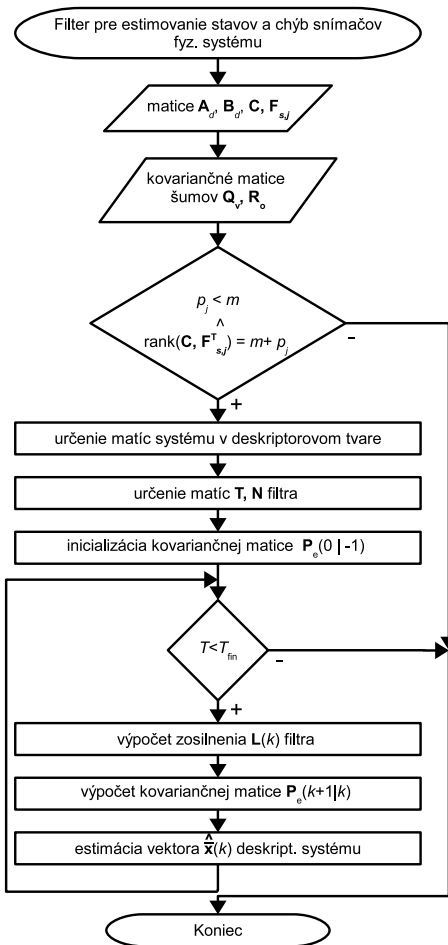 Filter pre estimovanie stavov a chýb snímačov
fyz. systému
matice A_d, B_d, C, F_s,j
kovariančné matice
šumov Q_v, R_o
p_j < m
^
rank(C, F^T_s,j) = m+ p_j
-
+
určenie matíc systému v deskriptorovom tvare
určenie matíc T, N filtra
inicializácia kovariančnej matice P_e(0 | -1)
T<T_fin
-
+
výpočet zosilnenia L(k) filtra
výpočet kovariančnej matice P_e(k+1|k)
estimácia vektora x̂̄(k) deskript. systému
Koniec